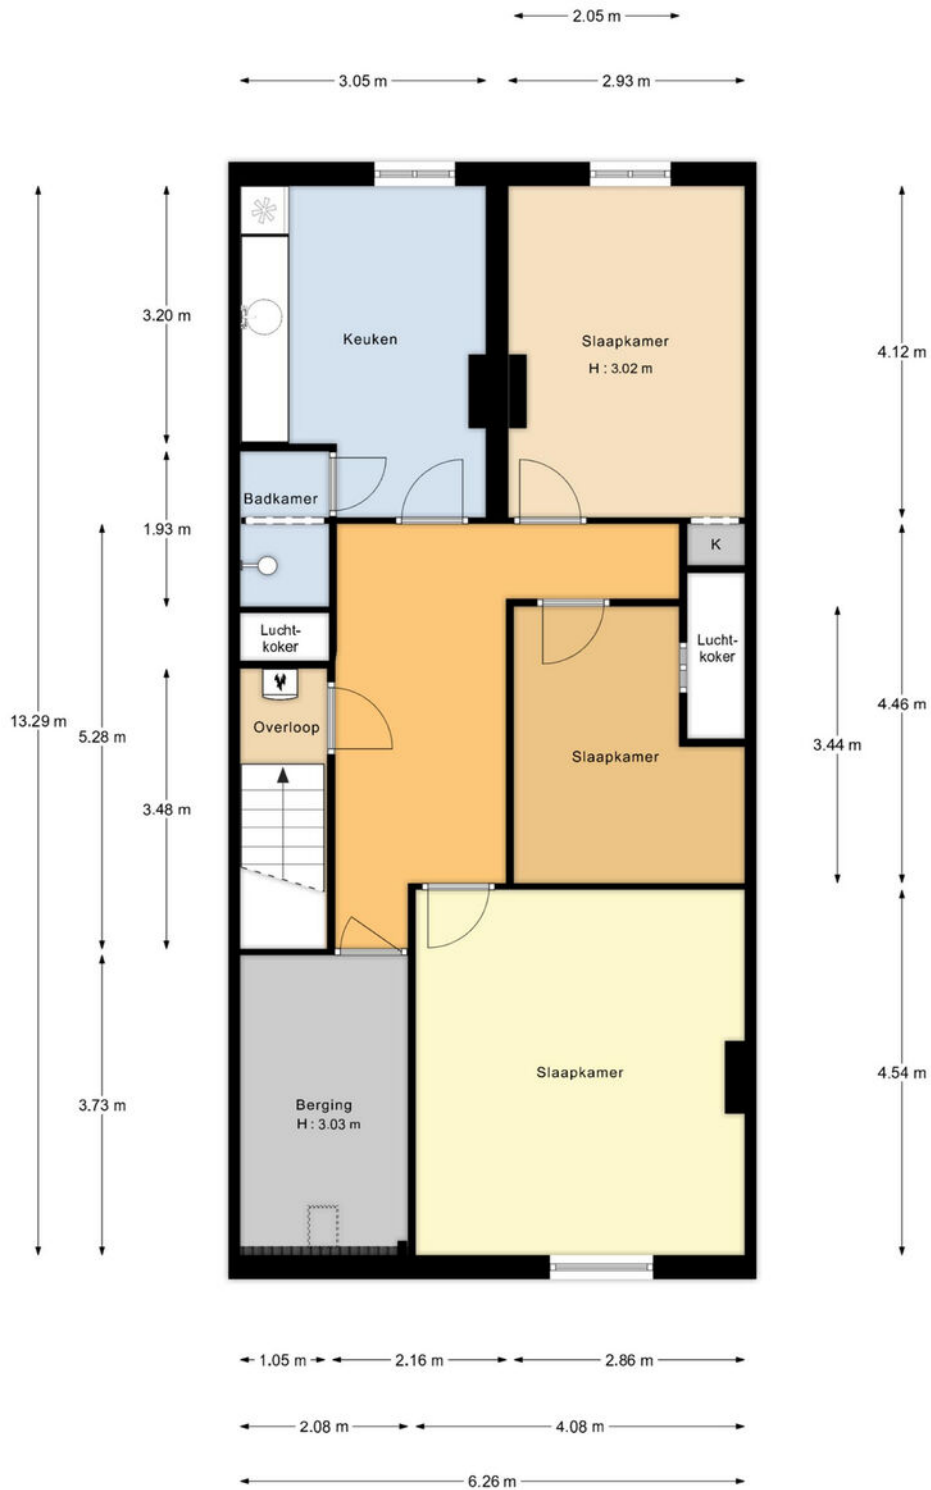 2.05 m
3.05 m
2.93 m
3.20 m
Keuken
Slaapkamer
H : 3.02 m
4.12 m
Badkamer
1.93 m
K
Lucht-
koker
Lucht-
koker
13.29 m
5.28 m
Overloop
4.46 m
3.44 m
Slaapkamer
3.48 m
Slaapkamer
4.54 m
3.73 m
Berging
H : 3.03 m
1.05 m
2.16 m
2.86 m
2.08 m
4.08 m
6.26 m